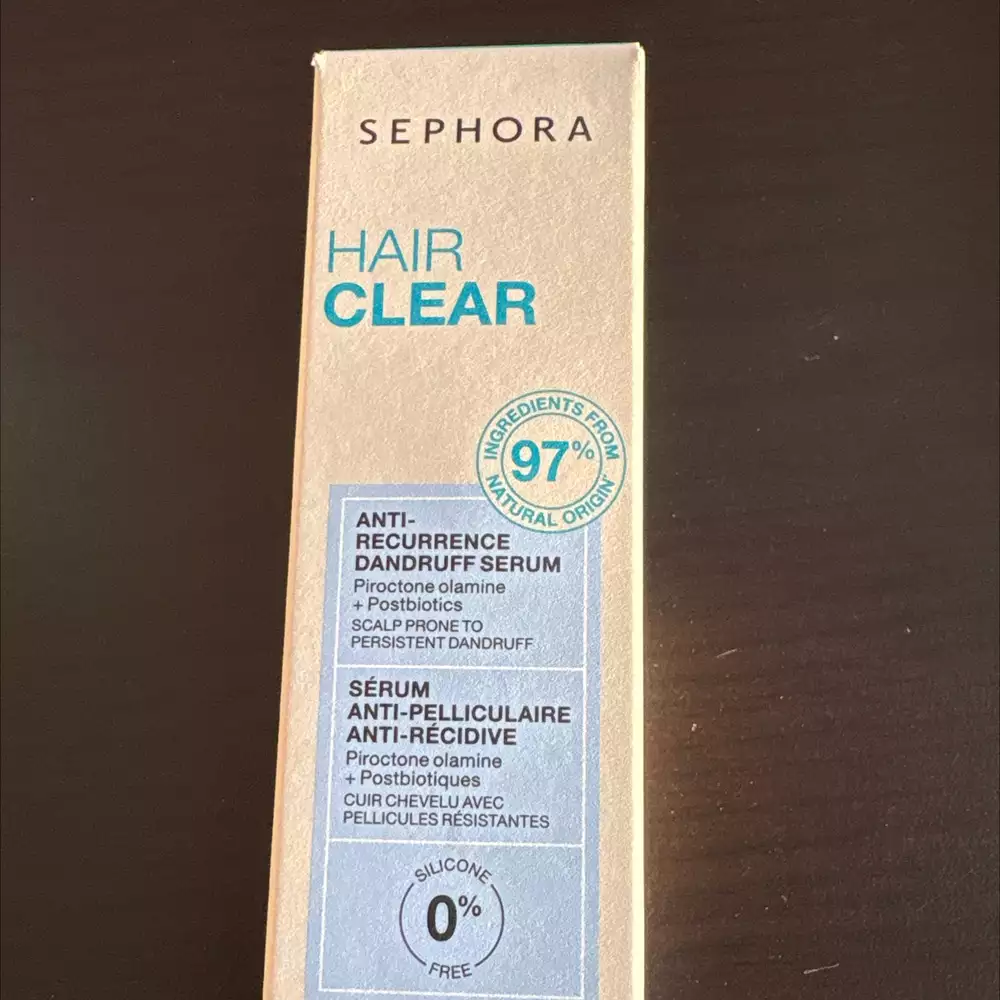 SEPHORA
HAIR
CLEAR
INGREDIENTS FROM
97%
NATURAL ORIGIN*
ANTI-
RECURRENCE
DANDRUFF SERUM
Piroctone olamine
+ Postbiotics
SCALP PRONE TO
PERSISTENT DANDRUFF
SÉRUM
ANTI-PELLICULAIRE
ANTI-RÉCIDIVE
Piroctone olamine
+ Postbiotiques
CUIR CHEVELU AVEC
PELLICULES RÉSISTANTES
SILICONE
0%
FREE